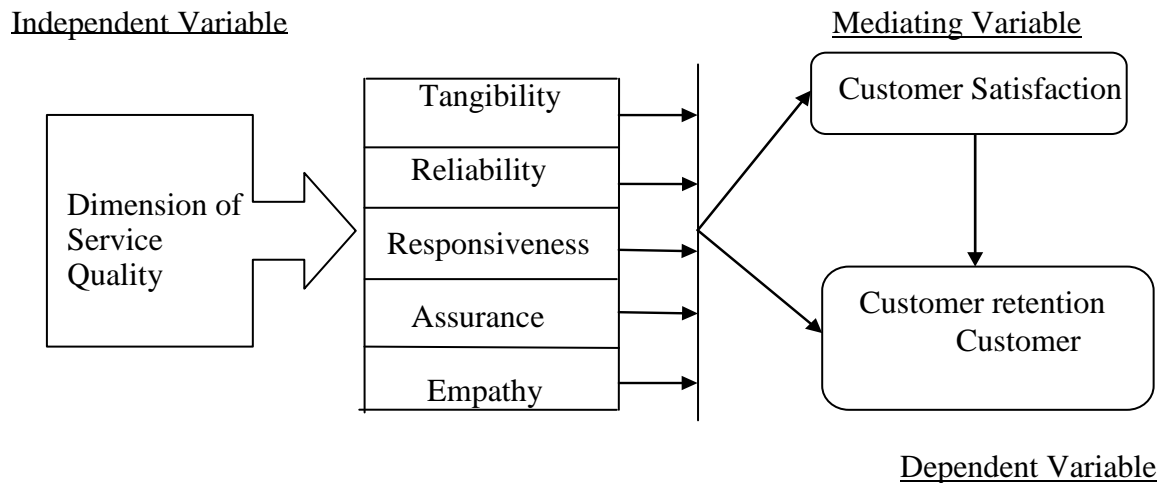 Independent Variable
Mediating Variable
Tangibility
Reliability
Responsiveness
Assurance
Empathy
Dimension of
Service
Quality
Customer Satisfaction
Customer retention
Customer
Dependent Variable